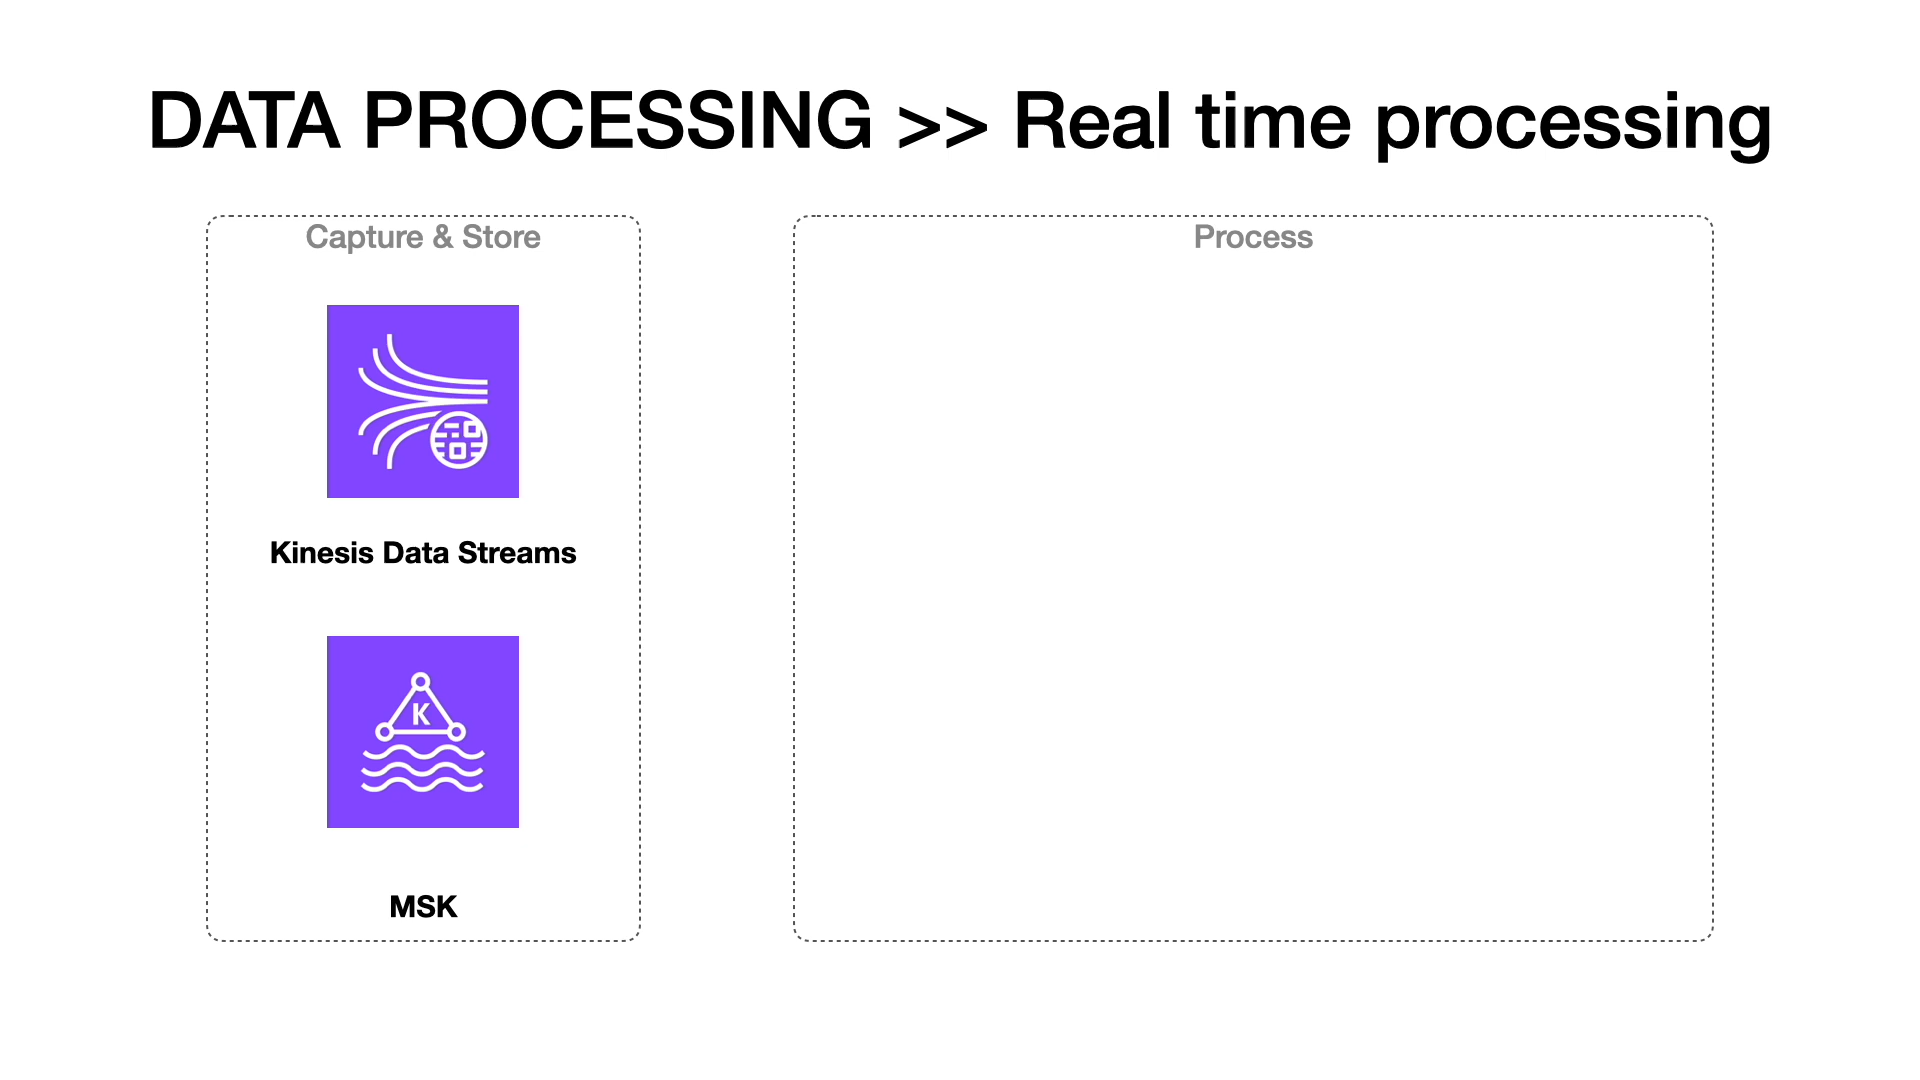 DATA PROCESSING >> Real time processing
Capture & Store
Kinesis Data Streams
K
MSK
Process